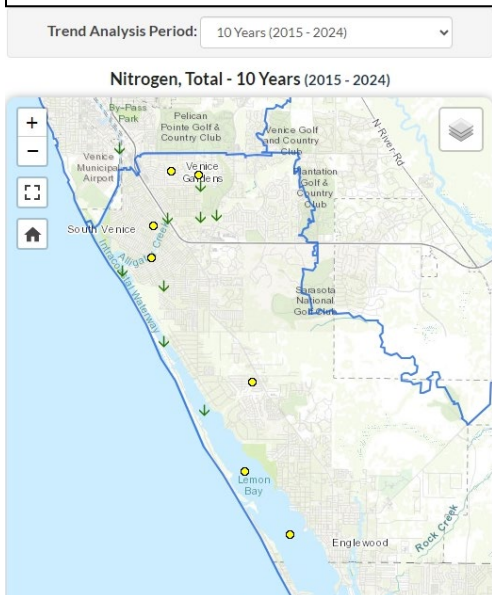 Trend Analysis Period: 10 Years (2015 - 2024)
Nitrogen, Total - 10 Years (2015 - 2024)
+
−
By-Pass
Park
Pelican
Pointe Golf &
Country Club
Venice Golf
and Country
Club
N River Rd
Venice
Municipal
Airport
Venice
Gardens
Plantation
Golf &
Country
Club
South Venice
Alligator Creek
Intracoastal Waterway
Sarasota
National
Golf Club
Lemon
Bay
Englewood
Rock Creek